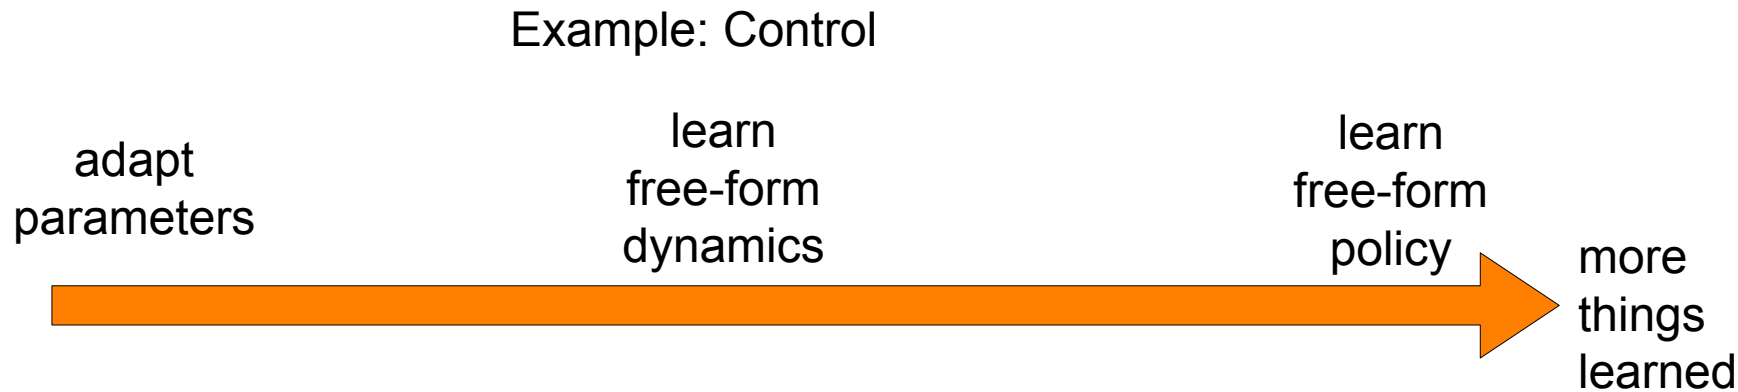 Example: Control
adapt
parameters
learn
free-form
dynamics
learn
free-form
policy
more
things
learned